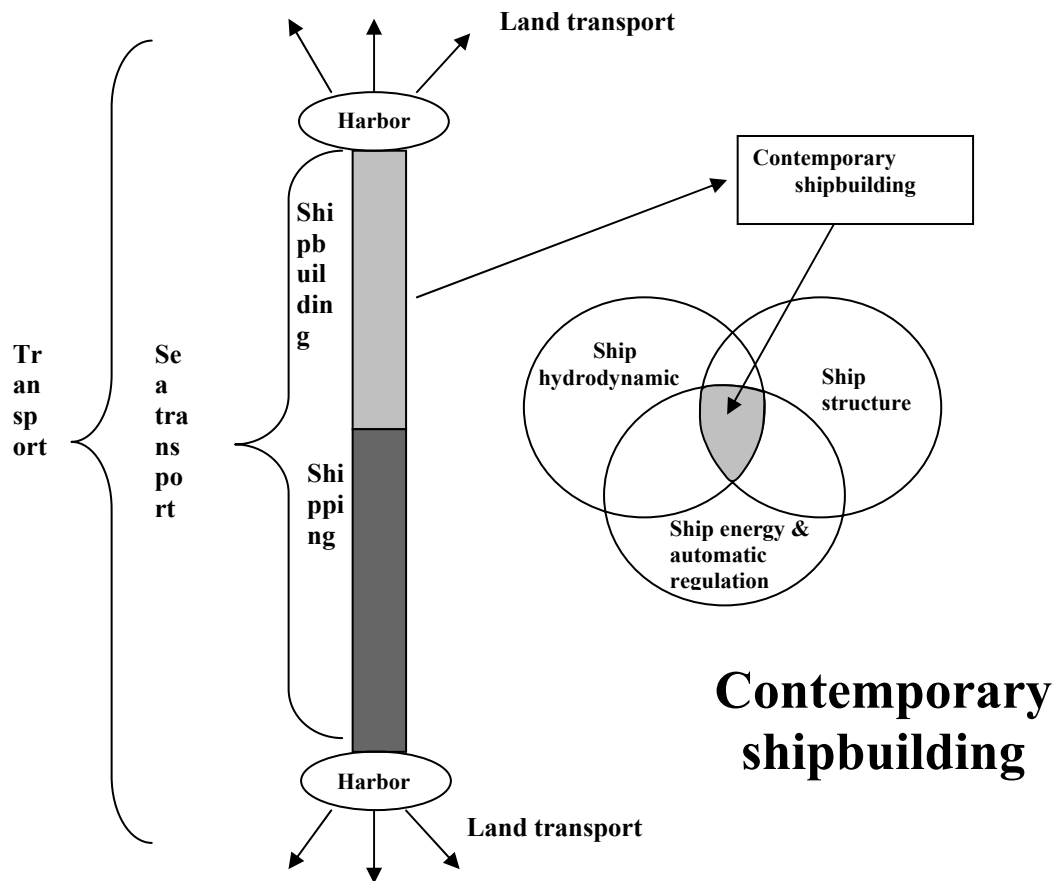 Land transport
Harbor
Contemporary
shipbuilding
Shi
pb
uil
din
g
Ship
hydrodynamic
Ship
structure
Tr
an
sp
ort
Se
a
tra
ns
po
rt
Shi
ppi
ng
Ship energy &
automatic
regulation
Contemporary
shipbuilding
Harbor
Land transport